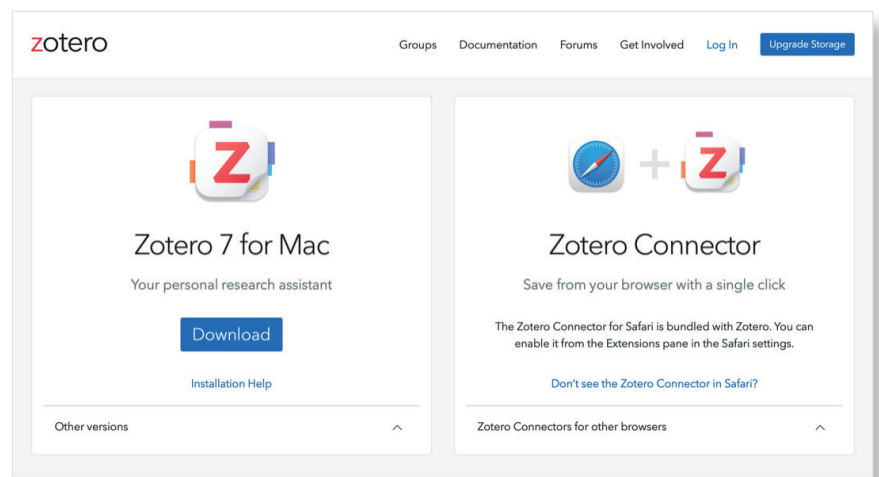 zotero
Groups Documentation Forums Get Involved Log In Upgrade Storage
Z
Zotero 7 for Mac
Your personal research assistant
Download
Installation Help
Other versions
Z
Zotero Connector
Save from your browser with a single click
The Zotero Connector for Safari is bundled with Zotero. You can
enable it from the Extensions pane in the Safari settings.
Don't see the Zotero Connector in Safari?
Zotero Connectors for other browsers